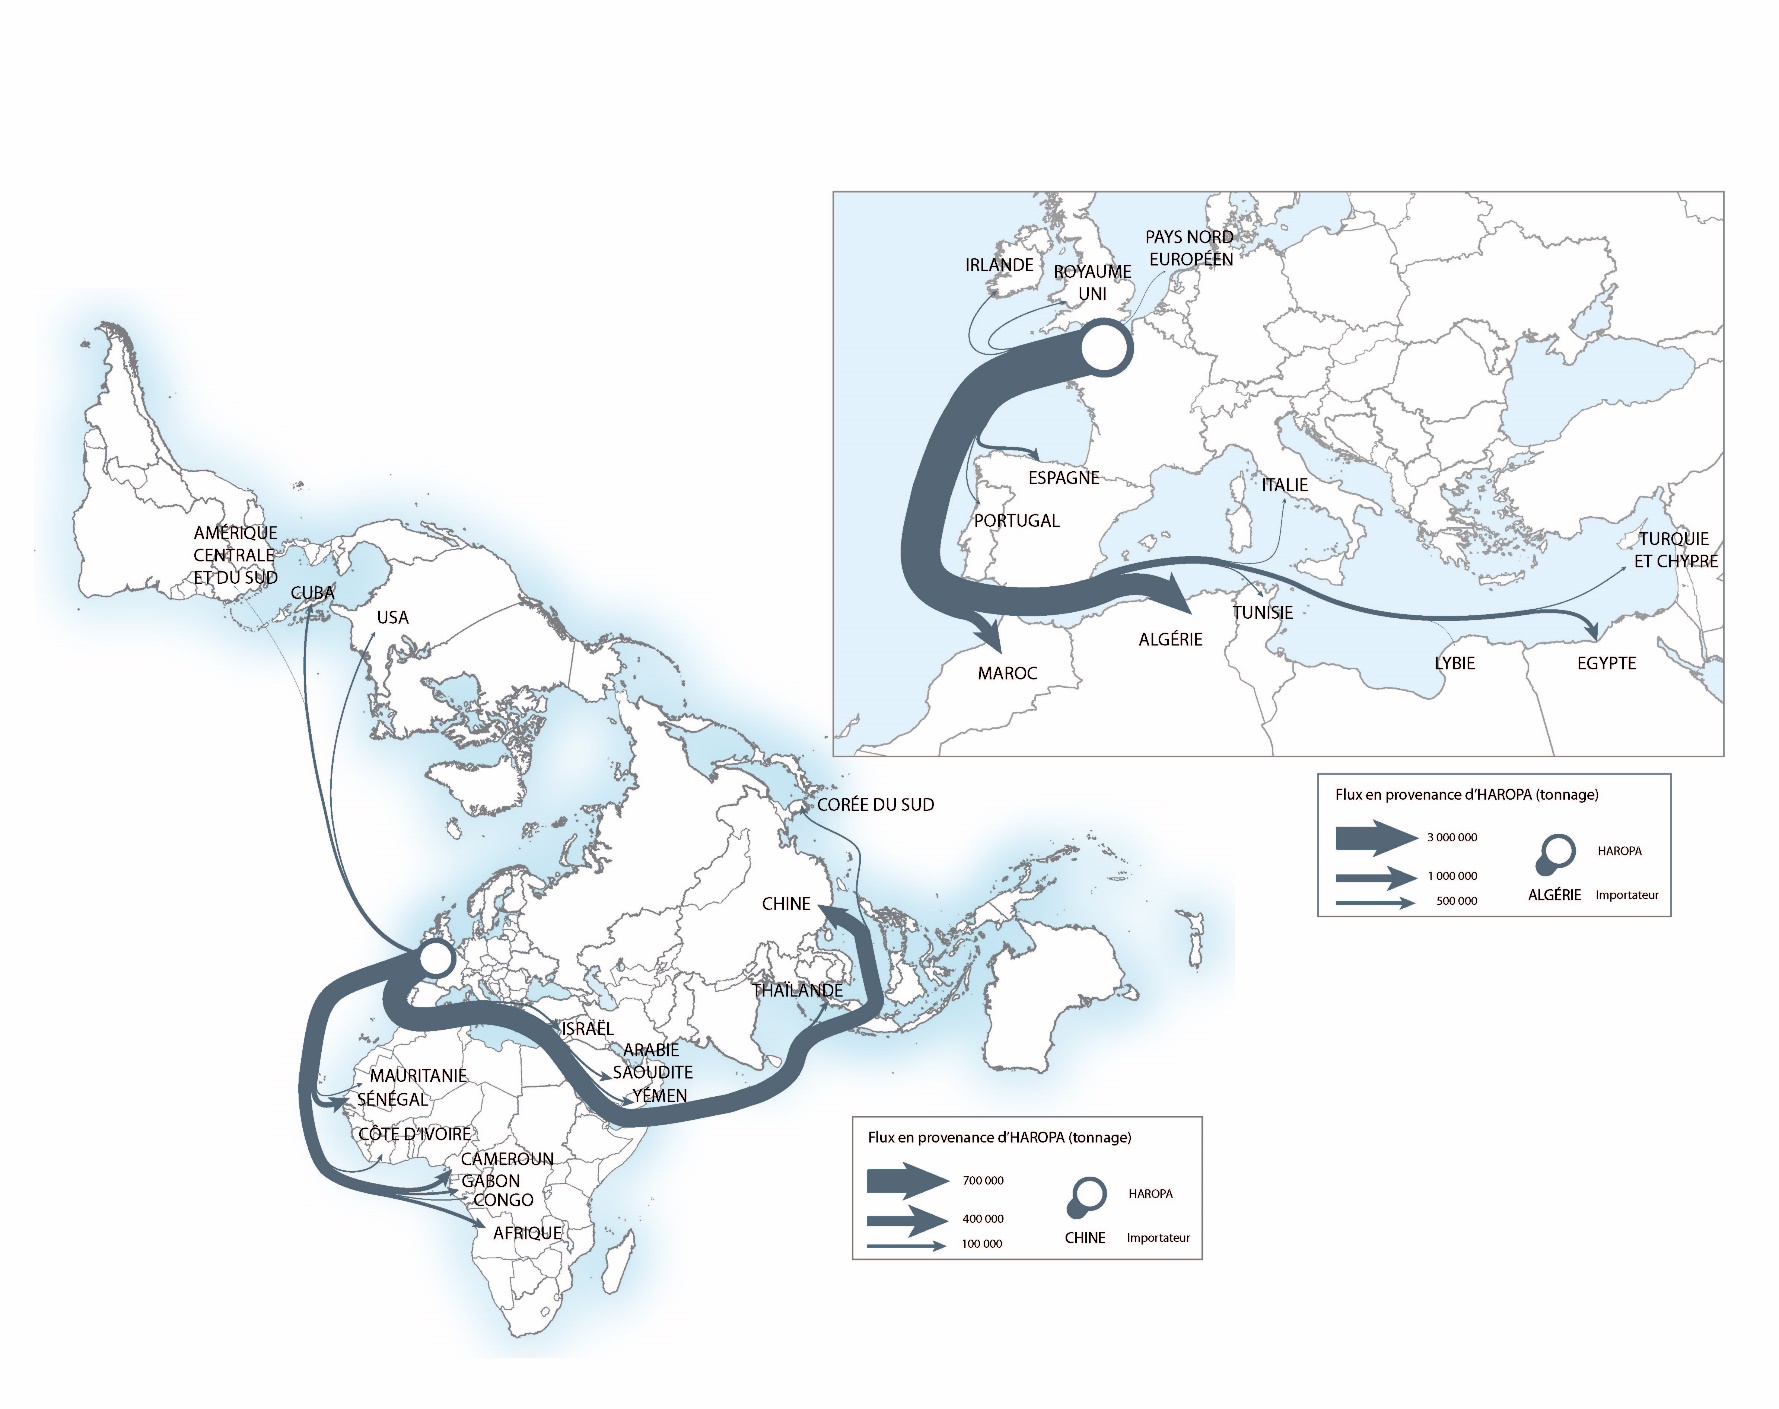 PAYS NORD
EUROPÉEN
IRLANDE
ROYAUME
UNI
ESPAGNE
ITALIE
PORTUGAL
TURQUIE
ET CHYPRE
TUNISIE
ALGÉRIE
MAROC
LYBIE
EGYPTE
AMÉRIQUE
CENTRALE
ET DU SUD
CUBA
USA
CORÉE DU SUD
CHINE
THAÏLANDE
ISRAËL
ARABIE
SAOUDITE
YÉMEN
MAURITANIE
SÉNÉGAL
CÔTE D'IVOIRE
CAMEROUN
GABON
CONGO
AFRIQUE
Flux en provenance d'HAROPA (tonnage)
3 000 000
1 000 000
500 000
HAROPA
ALGÉRIE Importateur
Flux en provenance d'HAROPA (tonnage)
700 000
400 000
100 000
HAROPA
CHINE Importateur